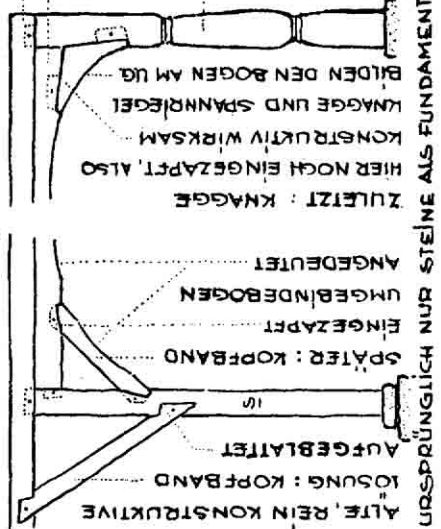 ÄLTE, REIN KONSTRUKTIVE
LÖSUNG: KOPFBAND
AUFGEBLATTET
SPÄTER: KOPFBAND
EINGEZAPFT
UMGEBINDEBOGEN
ANGEDEUTET
ZULETZT: KNAGGE
HIER NOCH EINGEZAPFT, ALSO
KONSTRUKTIV WIRKSAM
KNAGGE UND SPANNRIEGEL
BILDEN DEN BOGEN AM UG.
URSPRÜNGLICH NUR STEINE ALS FUNDAMENT